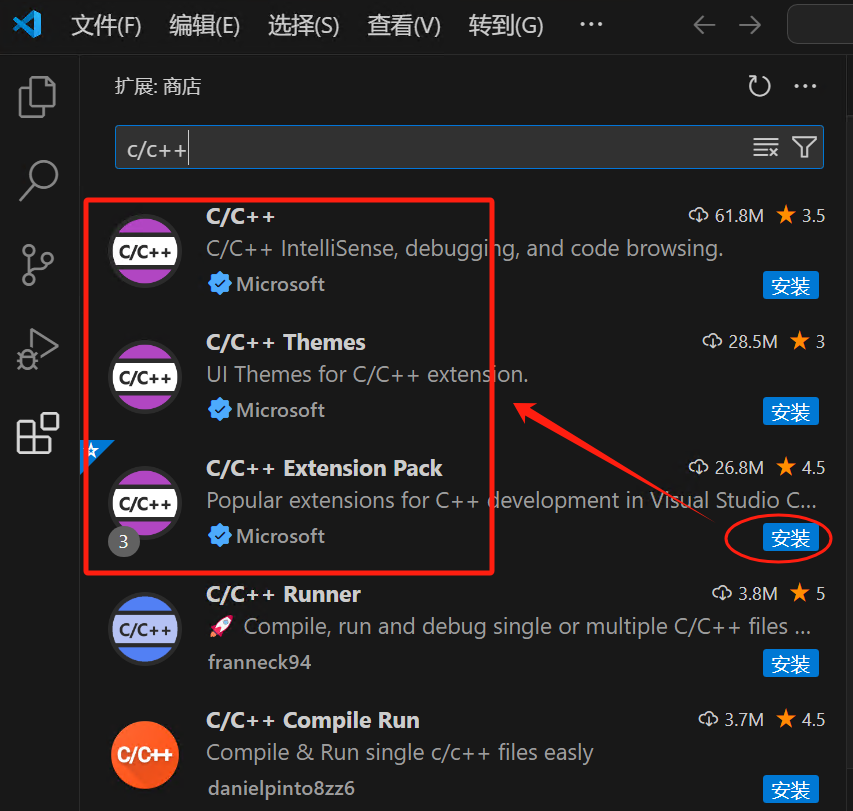 文件(F) 编辑(E) 选择(S) 查看(V) 转到(G) ···
扩展: 商店
c/c++
C/C++ 61.8M 3.5
C/C++ C/C++ IntelliSense, debugging, and code browsing.
Microsoft 安装
C/C++ Themes 28.5M 3
C/C++ UI Themes for C/C++ extension.
Microsoft 安装
C/C++ Extension Pack 26.8M 4.5
C/C++ Popular extensions for C++ development in Visual Studio C...
3 Microsoft 安装
C/C++ Runner 3.8M 5
C/C++ 🚀 Compile, run and debug single or multiple C/C++ files ...
franneck94 安装
C/C++ Compile Run 3.7M 4.5
C/C++ Compile & Run single c/c++ files easly
danielpinto8zz6 安装